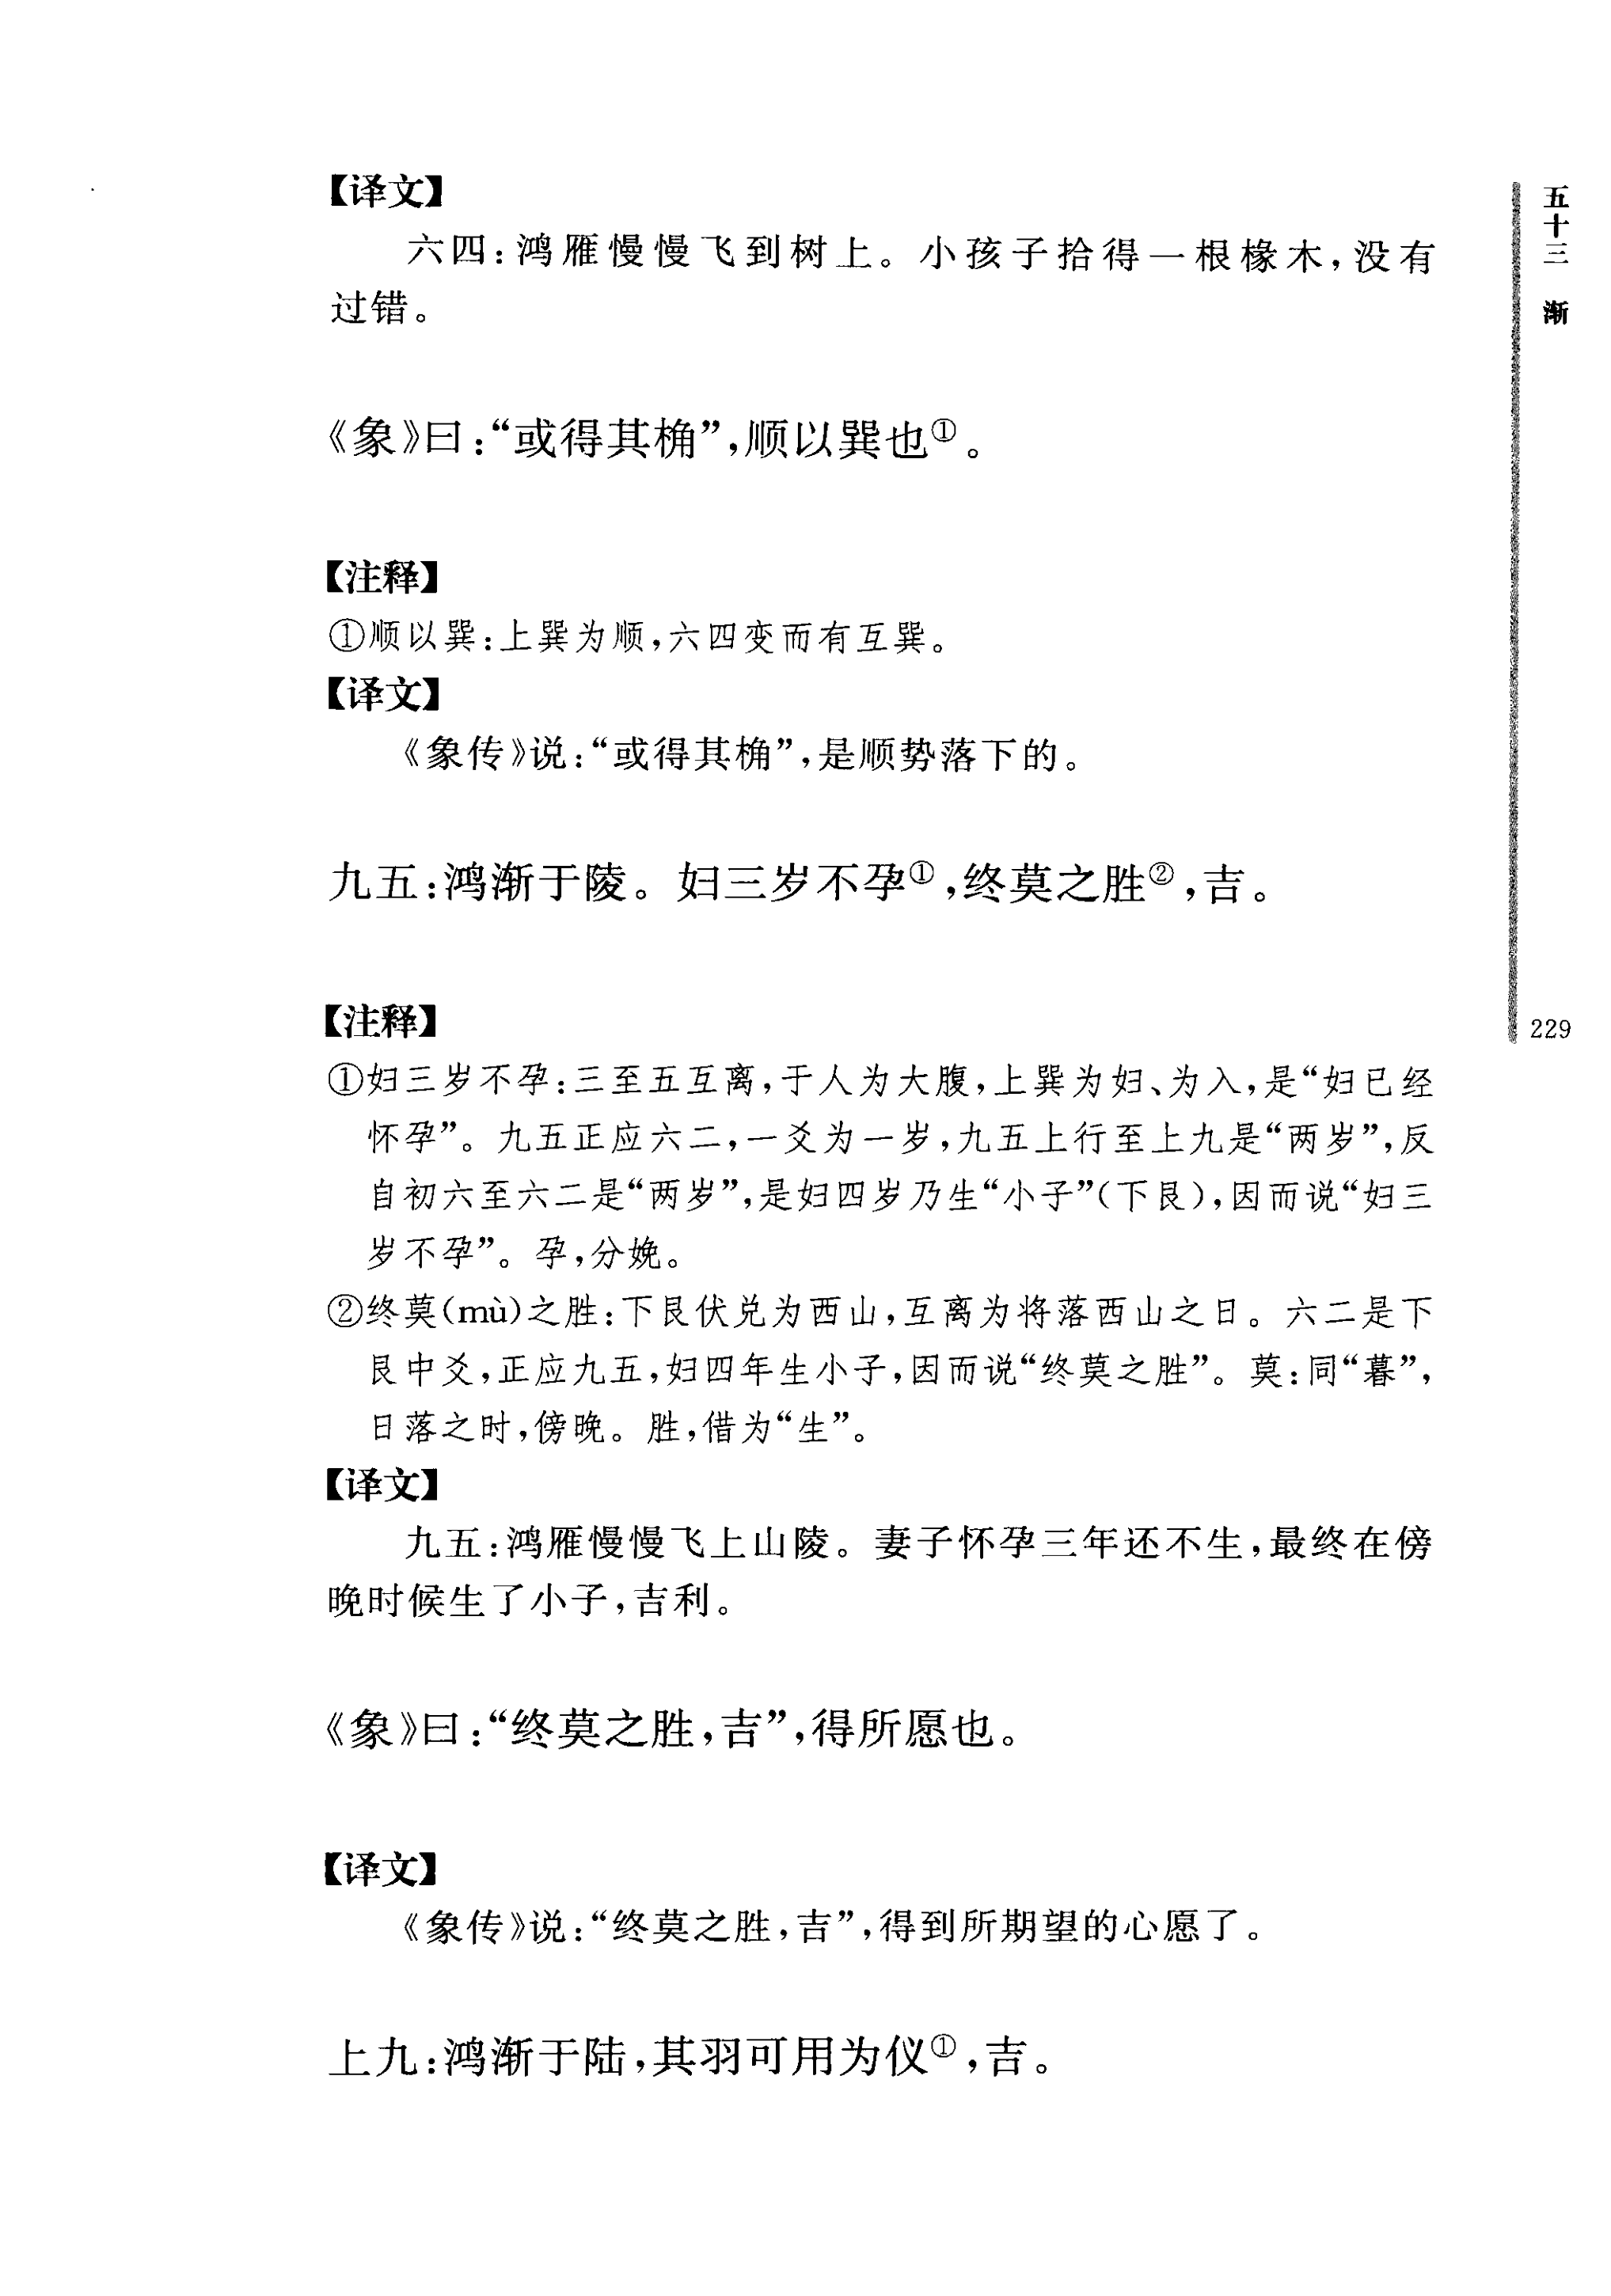 【译文】
六四：鸿雁慢慢飞到树上。小孩子拾得一根椽木，没有
过错。
《象》曰：“或得其桷”，顺以巽也①。
【注释】
①顺以巽：上巽为顺，六四变而有互巽。
【译文】
《象传》说：“或得其桷”，是顺势落下的。
九五：鸿渐于陵。妇三岁不孕①，终莫之胜②，吉。
【注释】
①妇三岁不孕：三至五互离，于人为大腹，上巽为妇、为入，是“妇已经
怀孕”。九五正应六二，一爻为一岁，九五上行至上九是“两岁”，反
自初六至六二是“两岁”，是妇四岁乃生“小子”（下艮），因而说“妇三
岁不孕”。孕，分娩。
②终莫(mù)之胜：下艮伏兑为西山，互离为将落西山之日。六二是下
艮中爻，正应九五，妇四年生小子，因而说“终莫之胜”。莫：同“暮”，
日落之时，傍晚。胜，借为“生”。
【译文】
九五：鸿雁慢慢飞上山陵。妻子怀孕三年还不生，最终在傍
晚时候生了小子，吉利。
《象》曰：“终莫之胜，吉”，得所愿也。
【译文】
《象传》说：“终莫之胜，吉”，得到所期望的心愿了。
上九：鸿渐于陆，其羽可用为仪①，吉。
五十三 渐
229